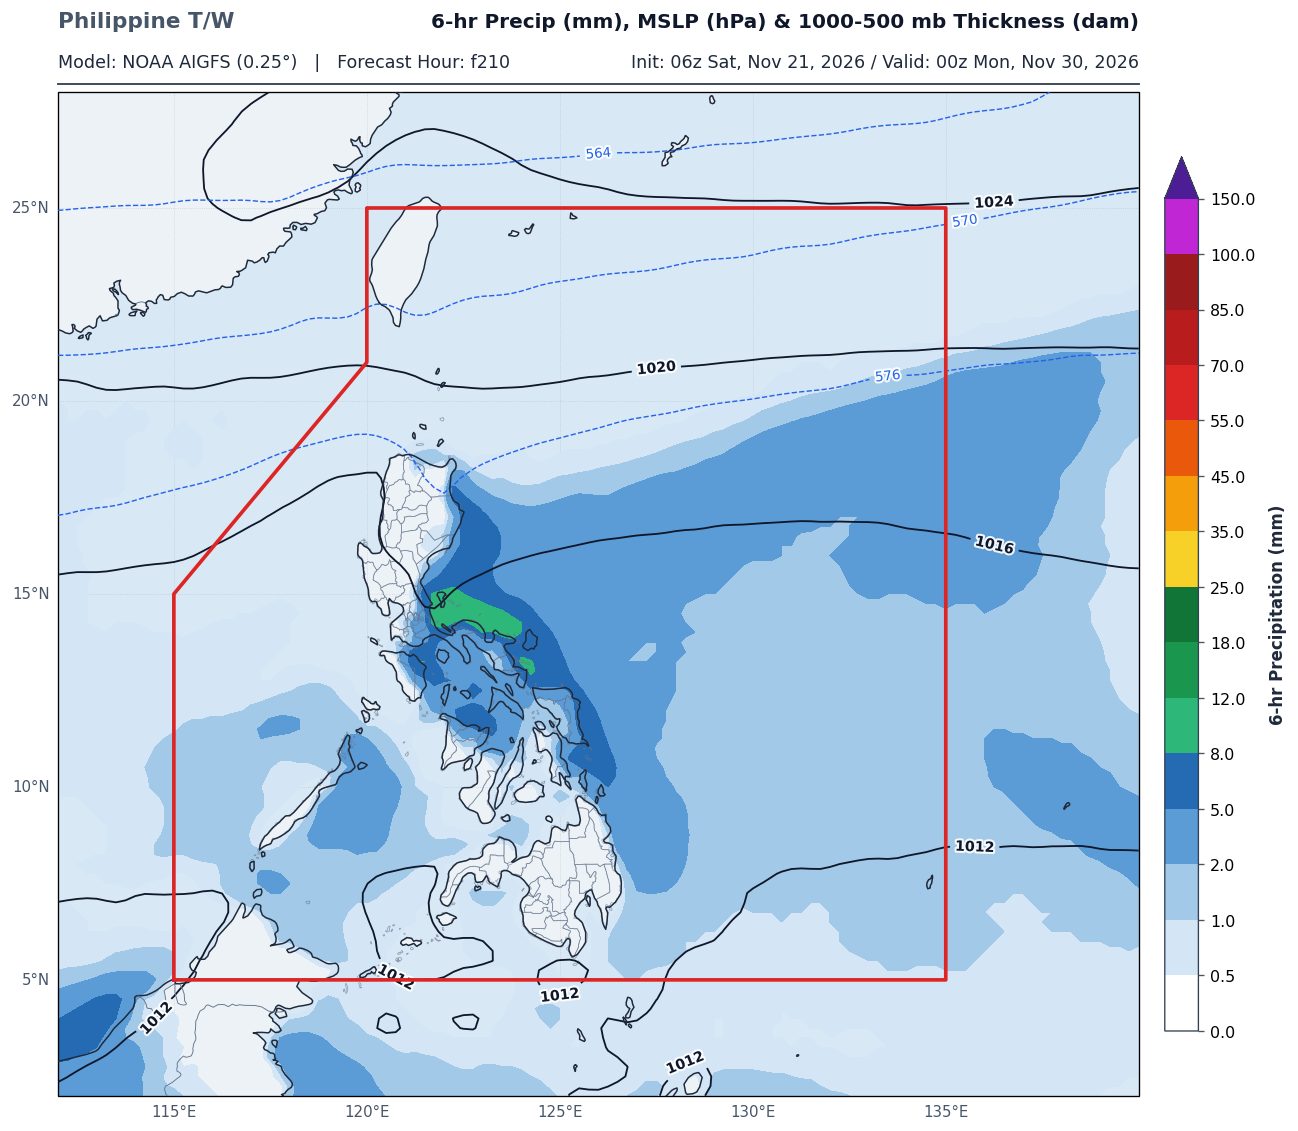 Philippine T/W
6-hr Precip (mm), MSLP (hPa) & 1000-500 mb Thickness (dam)
Model: NOAA AIGFS (0.25°)   |   Forecast Hour: f210
Init: 06z Sat, Nov 21, 2026 / Valid: 00z Mon, Nov 30, 2026
564
1024
570
1020
576
1016
1012
1012
1012
1012
1012
25°N
20°N
15°N
10°N
5°N
115°E
120°E
125°E
130°E
135°E
150.0
100.0
85.0
70.0
55.0
45.0
35.0
25.0
18.0
12.0
8.0
5.0
2.0
1.0
0.5
0.0
6-hr Precipitation (mm)